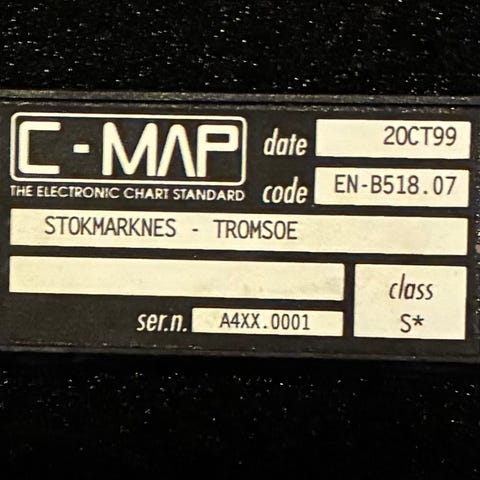 C-MAP
THE ELECTRONIC CHART STANDARD
date 2OCT99
code EN-B518.07
STOKMARKNES - TROMSOE
class
S*
ser.n. A4XX.0001